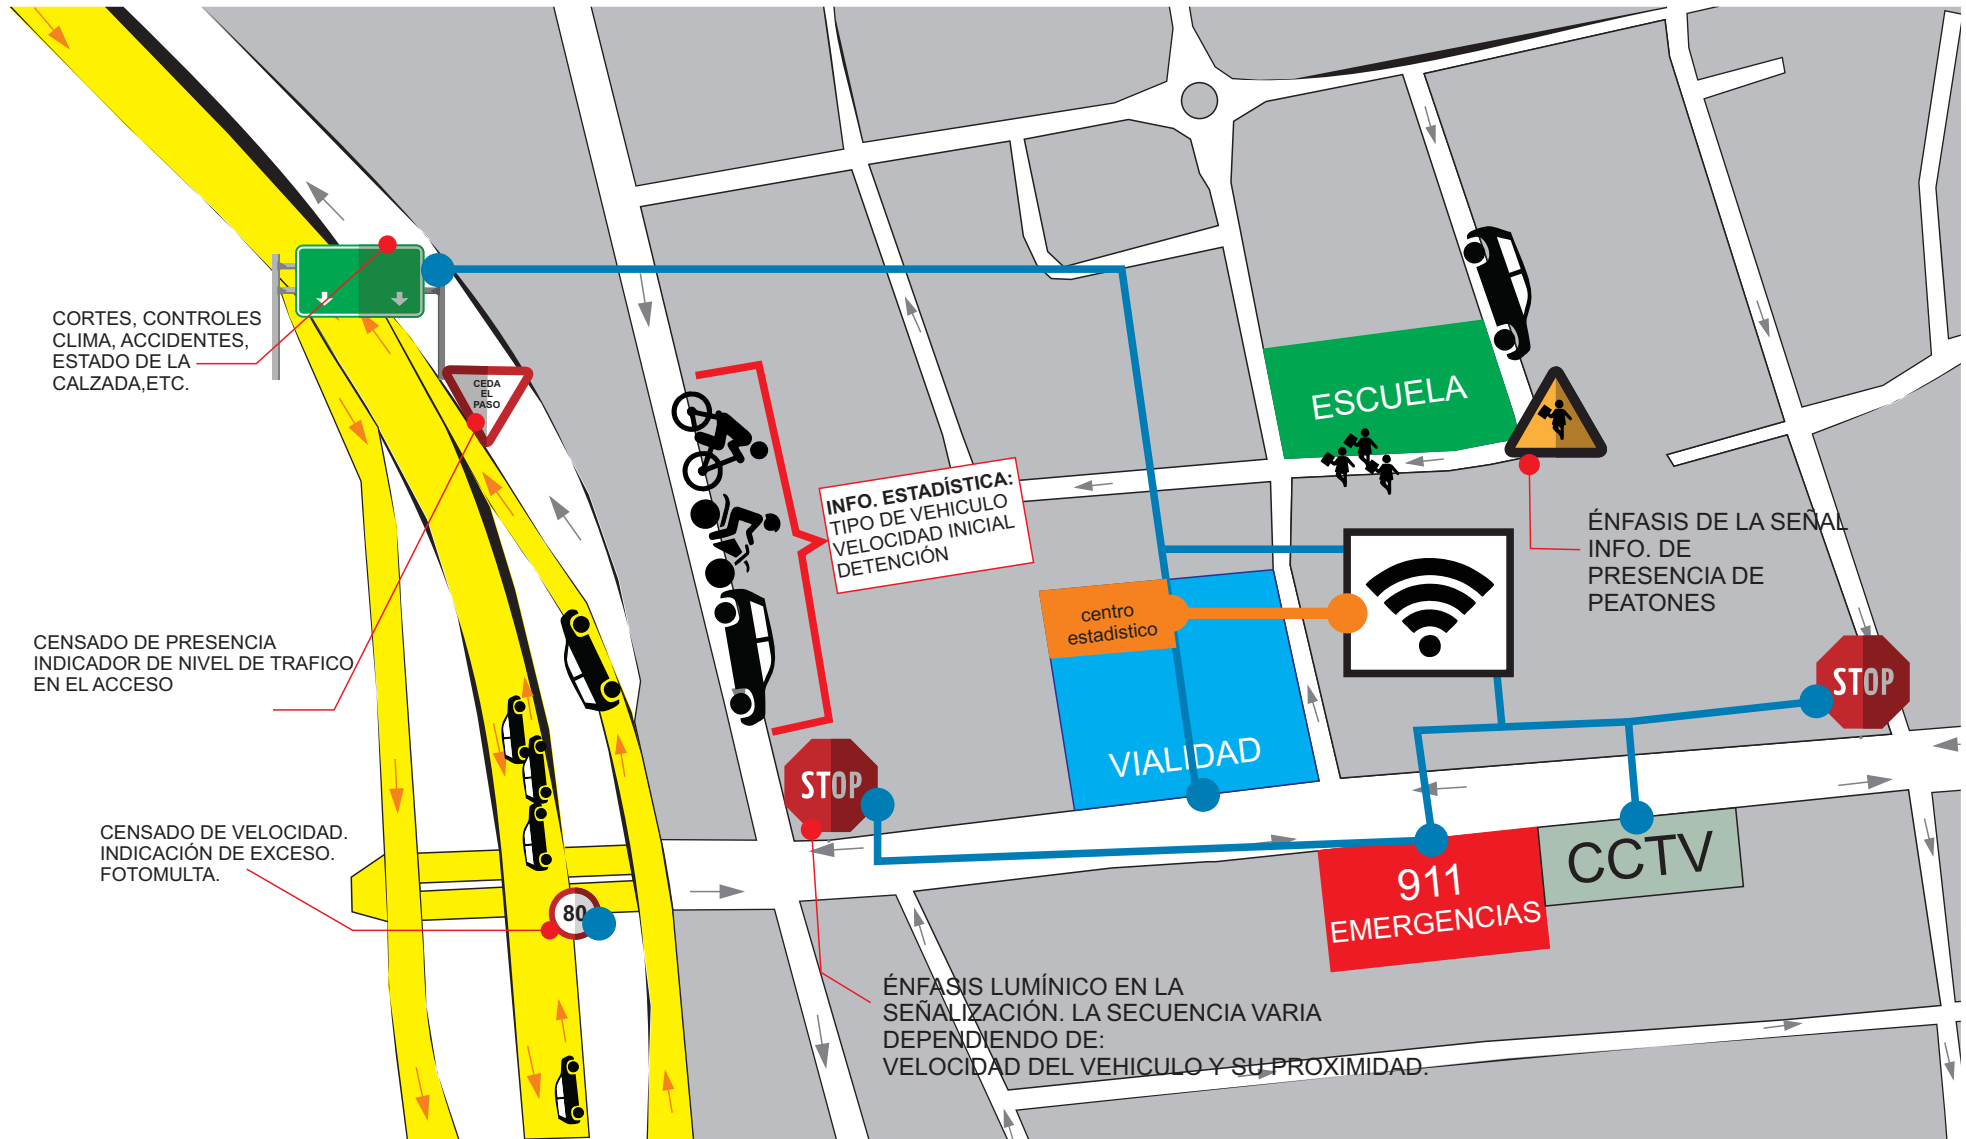 CORTES, CONTROLES
CLIMA, ACCIDENTES,
ESTADO DE LA
CALZADA,ETC.
CEDA
EL
PASO
ESCUELA
INFO. ESTADÍSTICA:
TIPO DE VEHICULO
VELOCIDAD INICIAL
DETENCIÓN
ÉNFASIS DE LA SEÑAL
INFO. DE
PRESENCIA DE
PEATONES
centro
estadistico
CENSADO DE PRESENCIA
INDICADOR DE NIVEL DE TRAFICO
EN EL ACCESO
STOP
VIALIDAD
STOP
CENSADO DE VELOCIDAD.
INDICACIÓN DE EXCESO.
FOTOMULTA.
80
911
EMERGENCIAS
CCTV
ÉNFASIS LUMÍNICO EN LA
SEÑALIZACIÓN. LA SECUENCIA VARIA
DEPENDIENDO DE:
VELOCIDAD DEL VEHICULO Y SU PROXIMIDAD.